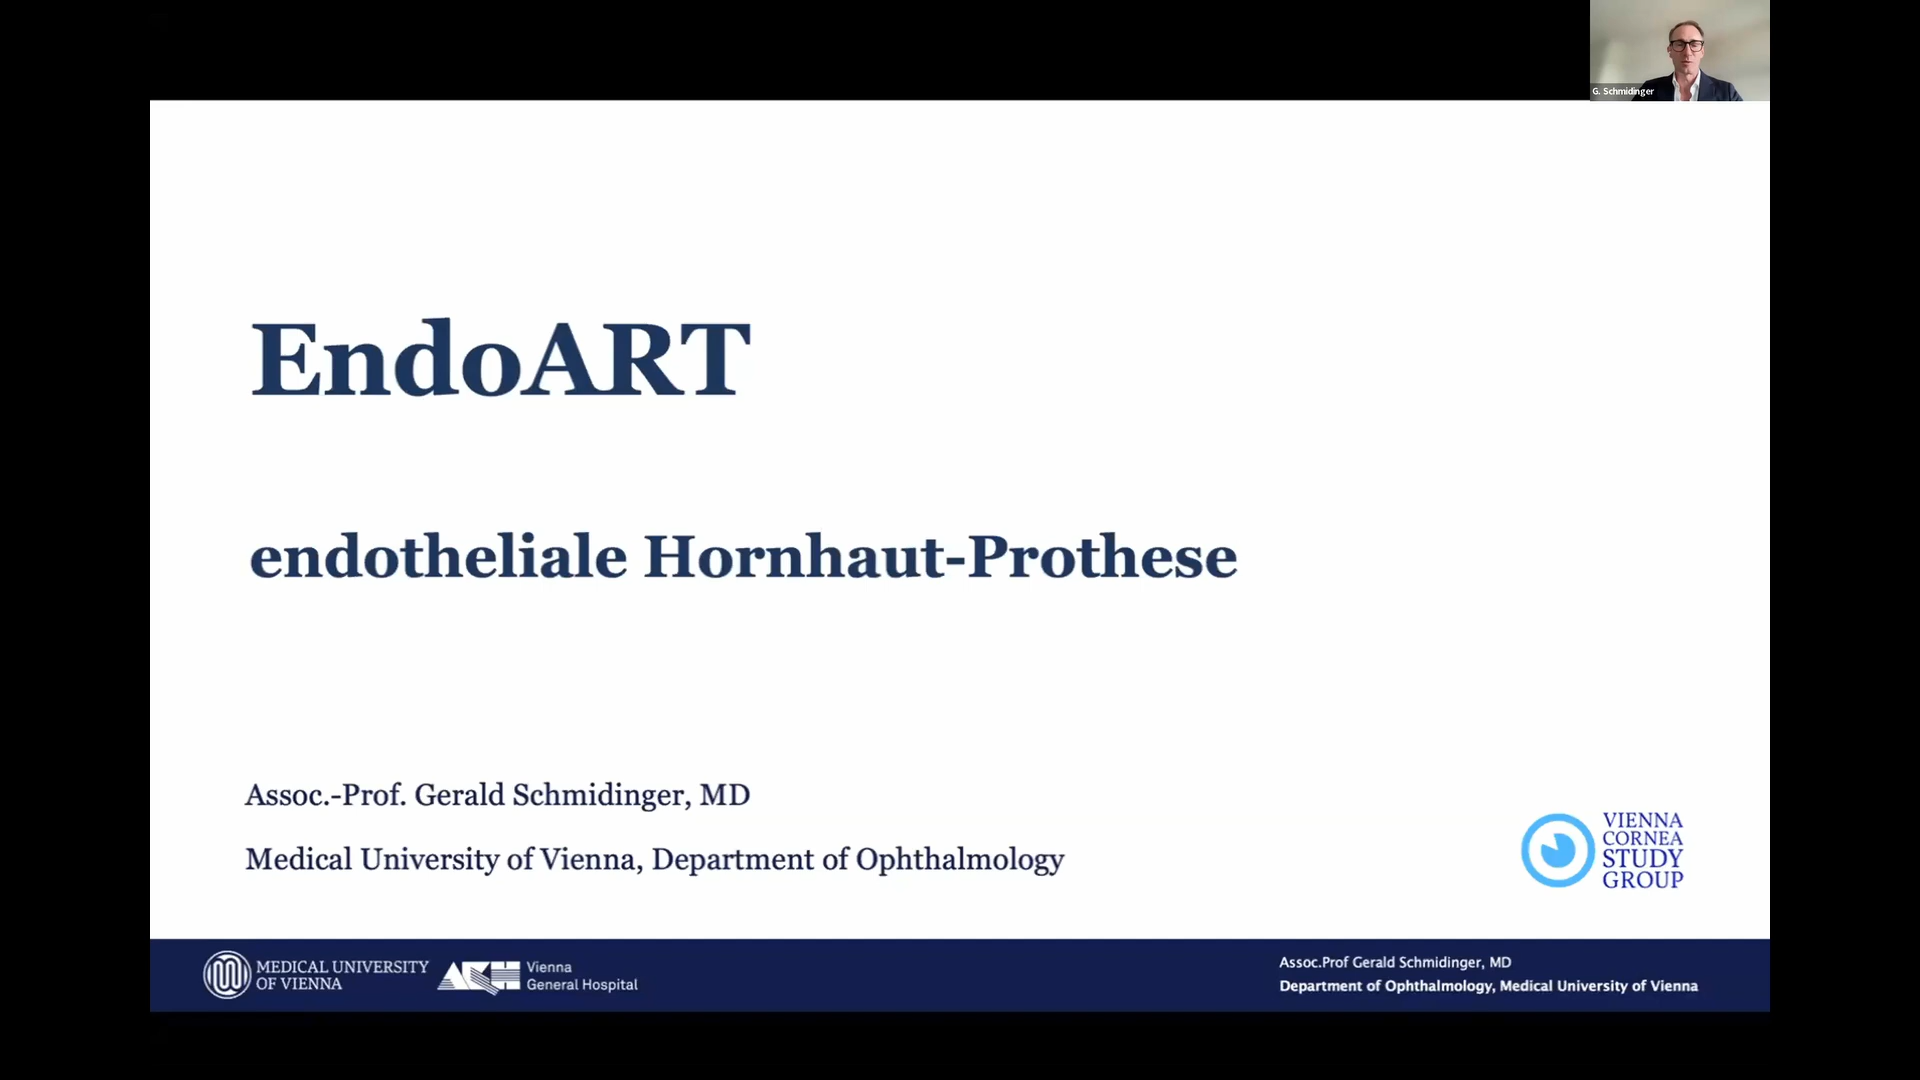 G. Schmidinger
EndoART
endotheliale Hornhaut-Prothese
Assoc.-Prof. Gerald Schmidinger, MD
Medical University of Vienna, Department of Ophthalmology
VIENNA
CORNEA
STUDY
GROUP
MEDICAL UNIVERSITY
OF VIENNA
AKH
Vienna
General Hospital
Assoc.Prof Gerald Schmidinger, MD
Department of Ophthalmology, Medical University of Vienna